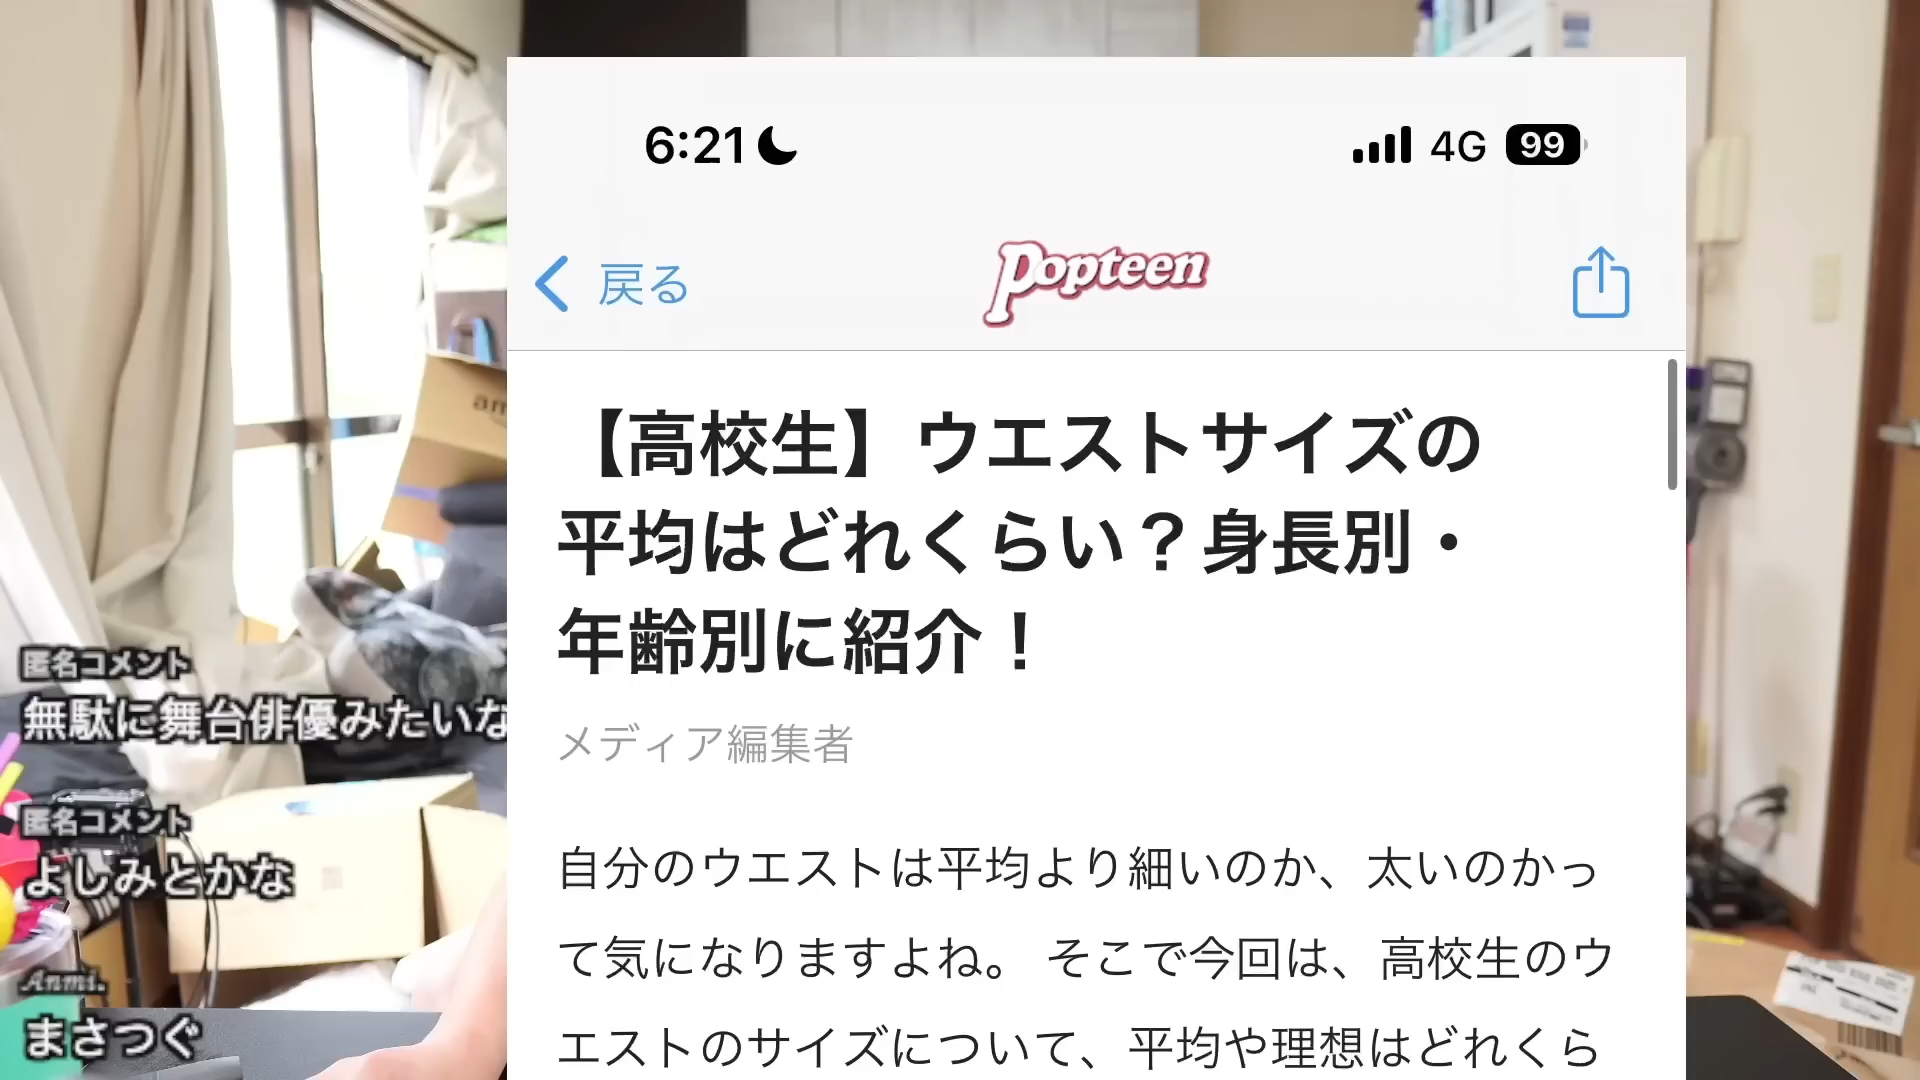 6:21
4G 99
戻る
Popteen
【高校生】ウエストサイズの
平均はどれくらい？身長別・
年齢別に紹介！
メディア編集者
自分のウエストは平均より細いのか、太いのかっ
て気になりますよね。 そこで今回は、高校生のウ
エストのサイズについて、平均や理想はどれくら
匿名コメント
無駄に舞台俳優みたいな
匿名コメント
よしみとかな
Anmi.
まさつぐ
am